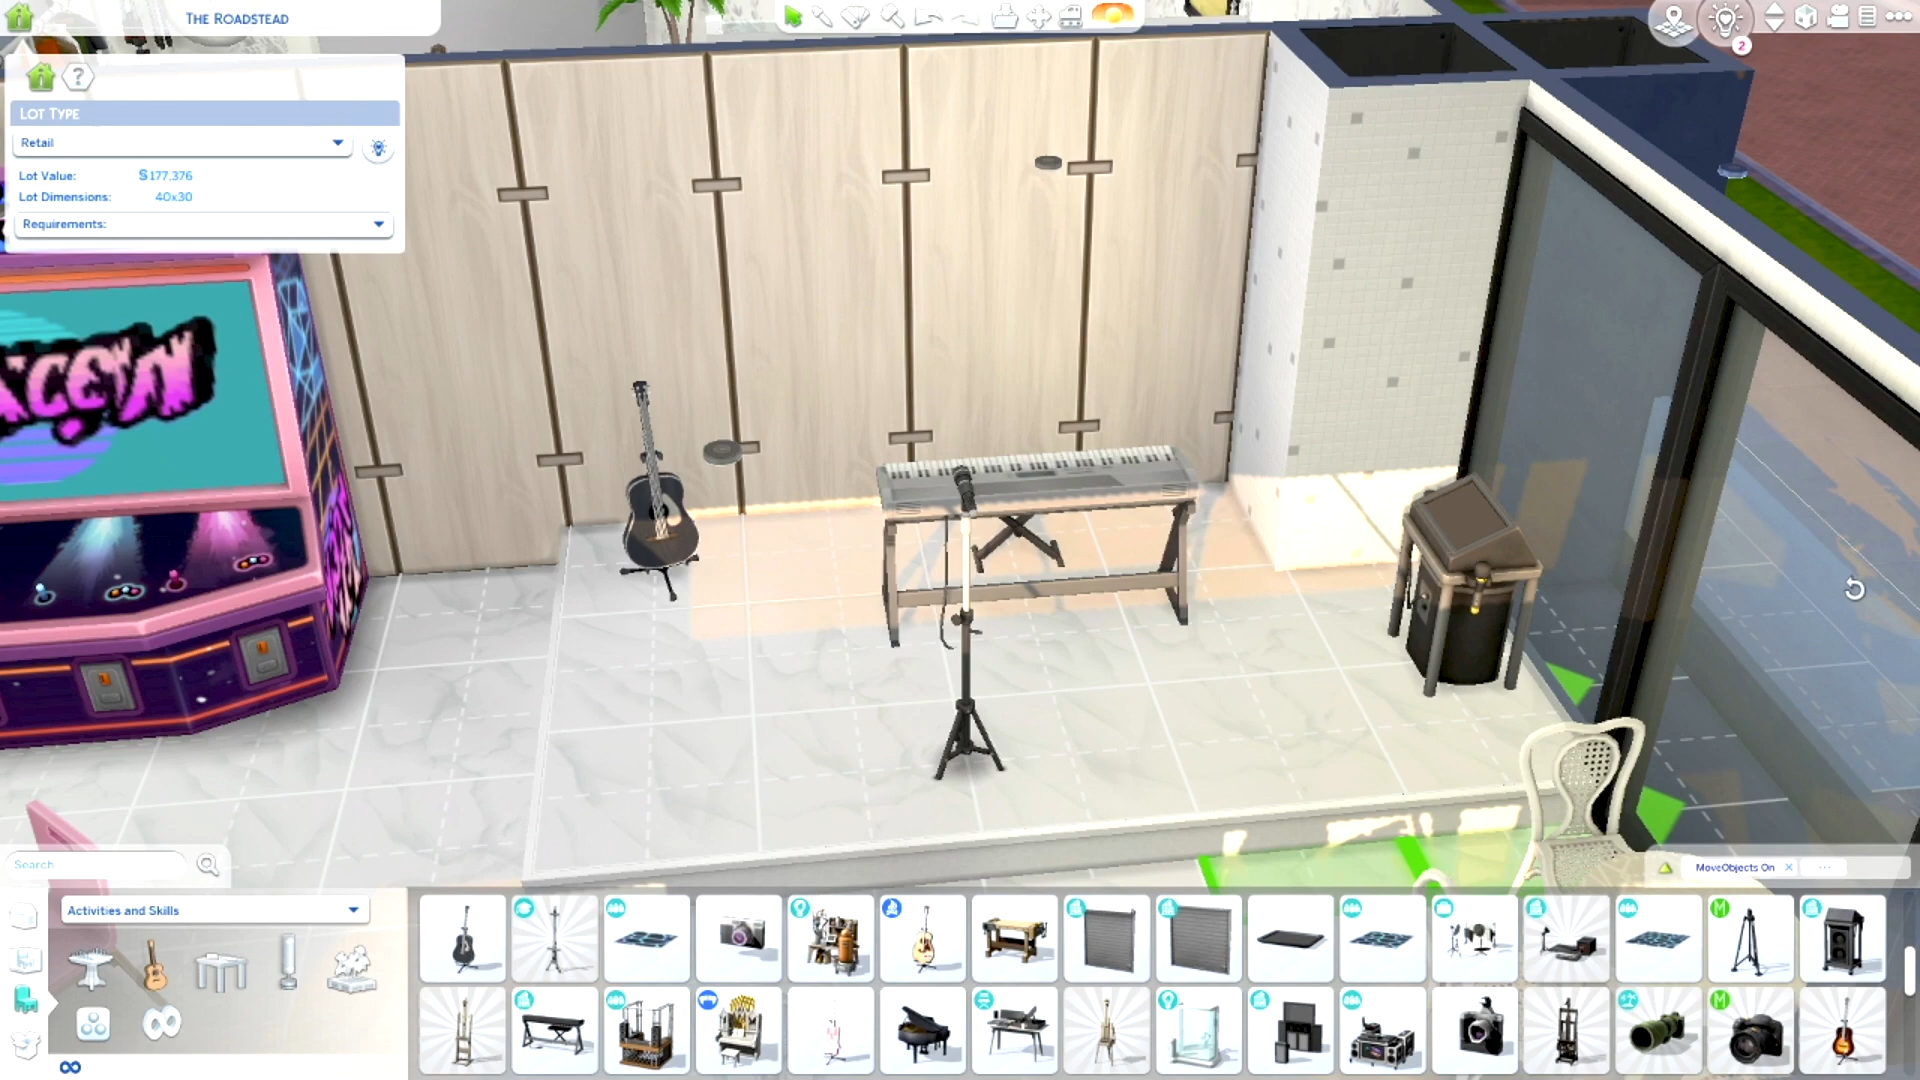 THE ROADSTEAD
2
LOT TYPE
Retail
Lot Value: §177,376
Lot Dimensions: 40x30
Requirements:
Search
MoveObjects On
Activities and Skills
M
M